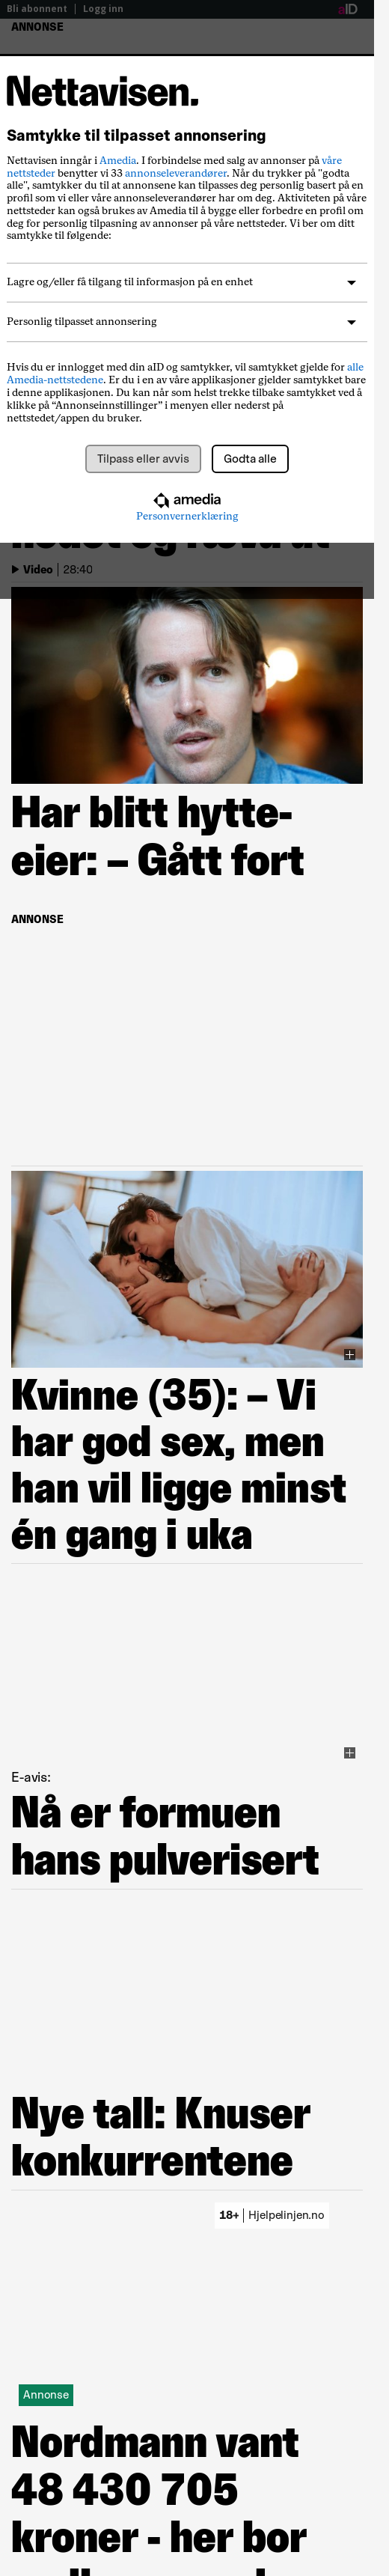 Bli abonnent | Logg inn aID
ANNONSE
Nettavisen.
Samtykke til tilpasset annonsering
Nettavisen inngår i Amedia. I forbindelse med salg av annonser på våre
nettsteder benytter vi 33 annonseleverandører. Når du trykker på "godta
alle", samtykker du til at annonsene kan tilpasses deg personlig basert på en
profil som vi eller våre annonseleverandører har om deg. Aktiviteten på våre
nettsteder kan også brukes av Amedia til å bygge eller forbedre en profil om
deg for personlig tilpasning av annonser på våre nettsteder. Vi ber om ditt
samtykke til følgende:
Lagre og/eller få tilgang til informasjon på en enhet
Personlig tilpasset annonsering
Hvis du er innlogget med din aID og samtykker, vil samtykket gjelde for alle
Amedia-nettstedene. Er du i en av våre applikasjoner gjelder samtykket bare
i denne applikasjonen. Du kan når som helst trekke tilbake samtykket ved å
klikke på “Annonseinnstillinger” i menyen eller nederst på
nettstedet/appen du bruker.
Tilpass eller avvis Godta alle
amedia
Personvernerklæring
Video | 28:40
Har blitt hytte-
eier: – Gått fort
ANNONSE
Kvinne (35): – Vi
har god sex, men
han vil ligge minst
én gang i uka
E-avis:
Nå er formuen
hans pulverisert
Nye tall: Knuser
konkurrentene
18+ | Hjelpelinjen.no
Annonse
Nordmann vant
48 430 705
kroner - her bor